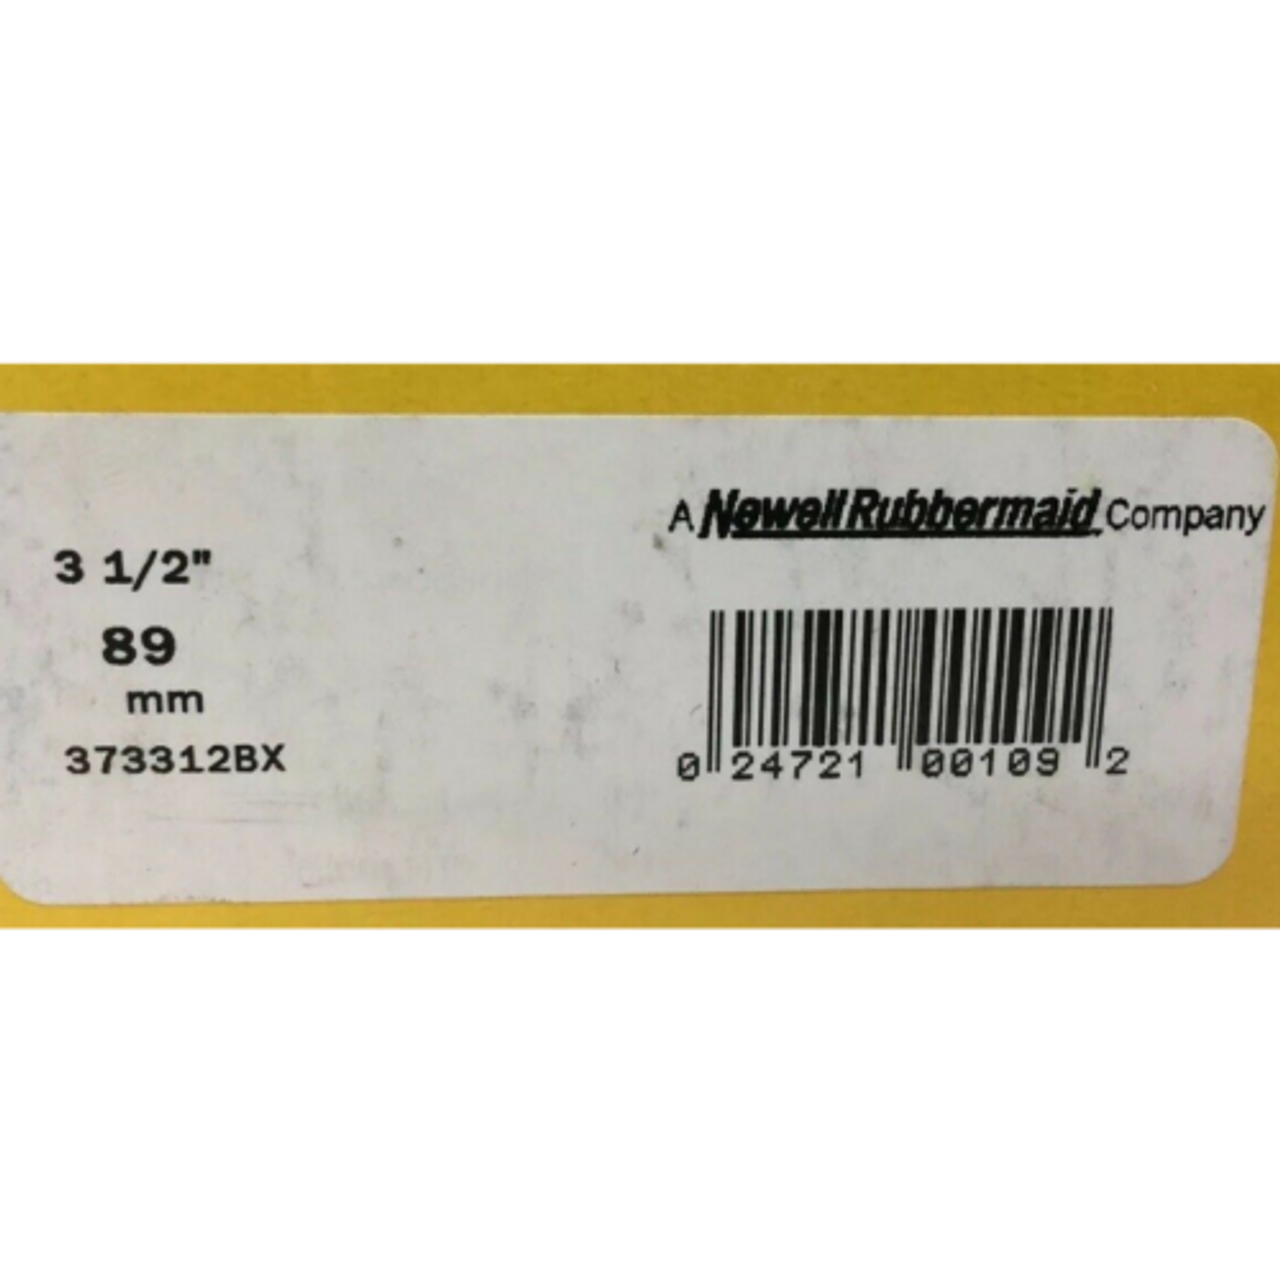 A Newell Rubbermaid Company
3 1/2"
89
mm
373312BX
0 24721 00109 2